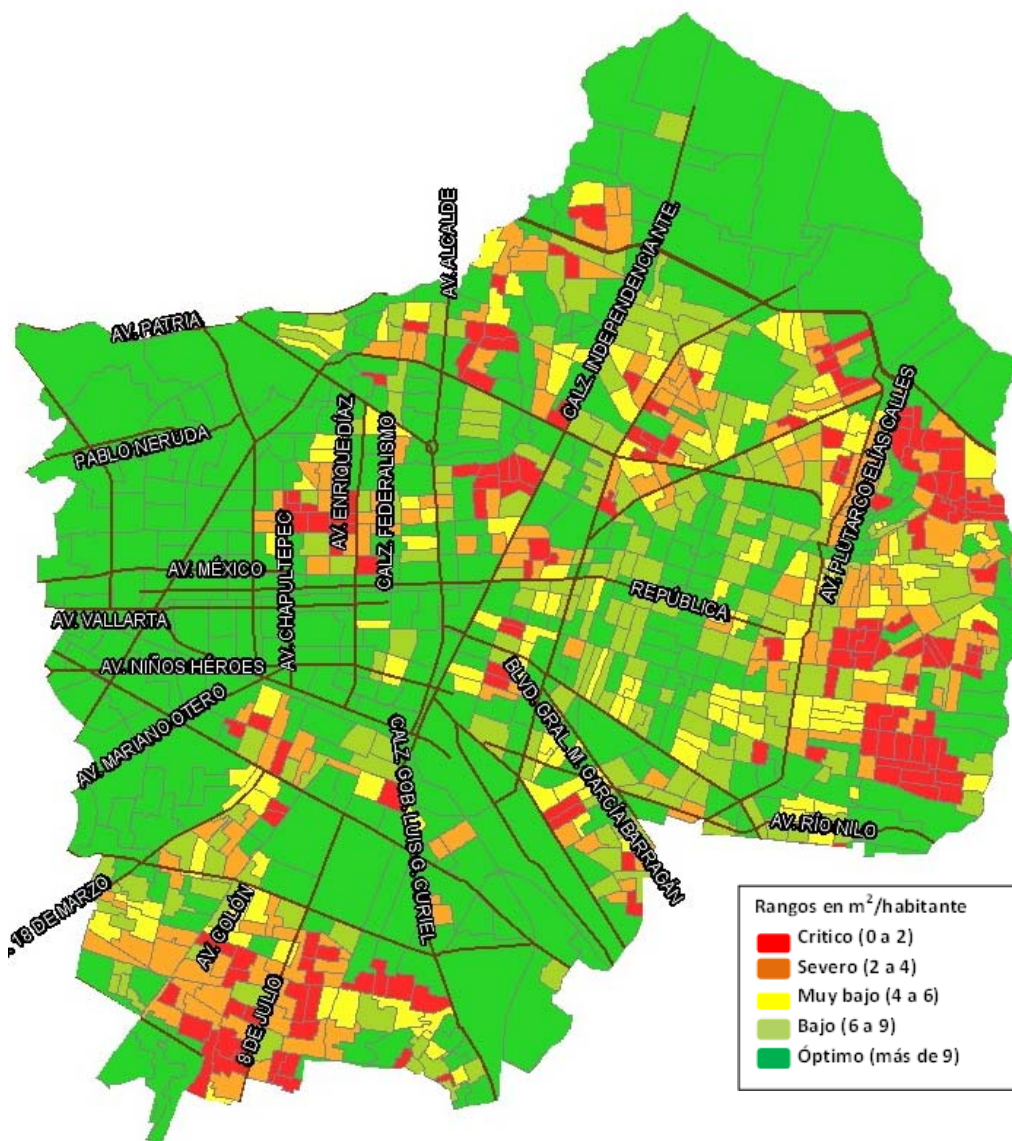 AV. ALCALDE
CALZ. INDEPENDENCIA NTE.
AV. PATRIA
PABLO NERUDA
AV. ENRIQUE DÍAZ
CALZ. FEDERALISMO
AV. PLUTARGO ELÍAS CALLES
AV. CHAPULTEPEC
AV. MÉXICO
REPÚBLICA
AV. VALLARTA
AV. NIÑOS HÉROES
BLVD. GRAL. M. GARCÍA BARRAGÁN
AV. MARIANO OTERO
CALZ. GOB. LUIS G. CURIEL
AV. RÍO NILO
18 DE MARZO
AV. COLÓN
8 DE JULIO
Rangos en m²/habitante
Critico (0 a 2)
Severo (2 a 4)
Muy bajo (4 a 6)
Bajo (6 a 9)
Óptimo (más de 9)